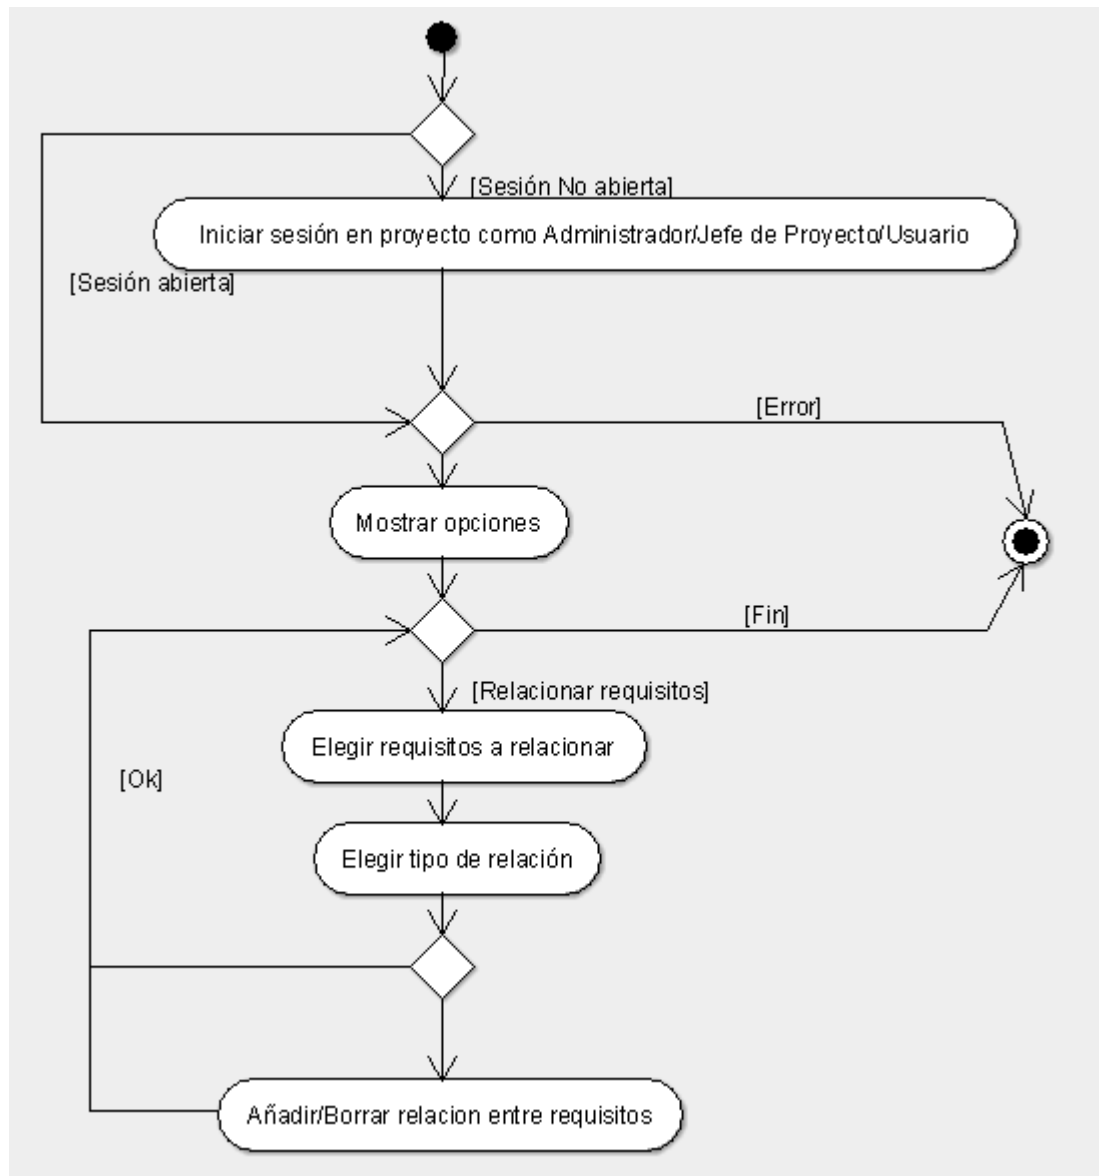 [Sesión No abierta]
Iniciar sesión en proyecto como Administrador/Jefe de Proyecto/Usuario
[Sesión abierta]
[Error]
Mostrar opciones
[Fin]
[Relacionar requisitos]
Elegir requisitos a relacionar
[Ok]
Elegir tipo de relación
Añadir/Borrar relacion entre requisitos